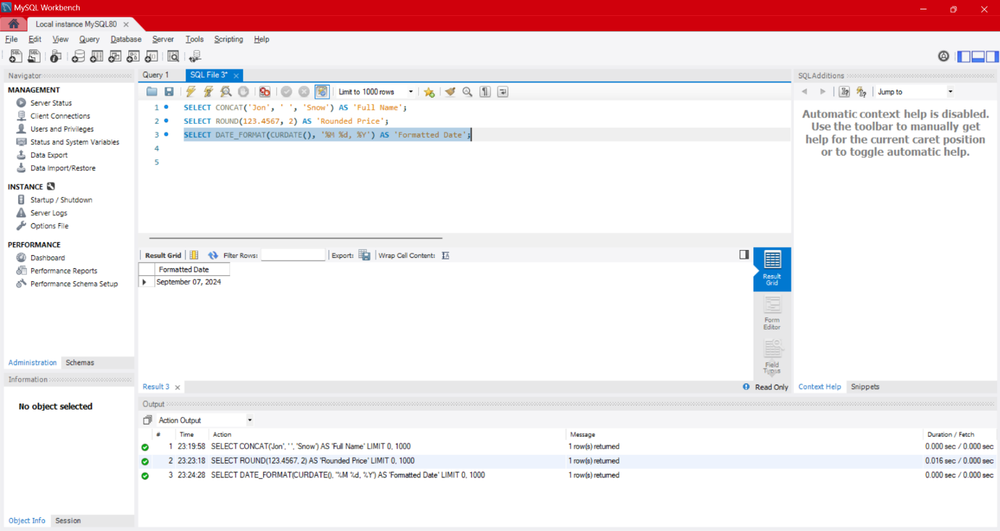 MySQL Workbench
Local instance MySQL80
File Edit View Query Database Server Tools Scripting Help
Navigator
MANAGEMENT
Server Status
Client Connections
Users and Privileges
Status and System Variables
Data Export
Data Import/Restore
INSTANCE
Startup / Shutdown
Server Logs
Options File
PERFORMANCE
Dashboard
Performance Reports
Performance Schema Setup
Administration Schemas
Information
No object selected
Object Info Session
Query 1 SQL File 3*
Limit to 1000 rows
1 SELECT CONCAT('Jon', ' ', 'Snow') AS 'Full Name';
2 SELECT ROUND(123.4567, 2) AS 'Rounded Price';
3 SELECT DATE_FORMAT(CURDATE(), '%M %d, %Y') AS 'Formatted Date';
4
5
Result Grid Filter Rows: Export: Wrap Cell Content:
Formatted Date
September 07, 2024
Result Grid
Form Editor
Field Types
Result 3 Read Only
SQLAdditions
Jump to
Automatic context help is disabled.
Use the toolbar to manually get
help for the current caret position
or to toggle automatic help.
Context Help Snippets
Output
Action Output
# Time Action Message Duration / Fetch
1 23:19:58 SELECT CONCAT('Jon', ' ', 'Snow') AS 'Full Name' LIMIT 0, 1000 1 row(s) returned 0.000 sec / 0.000 sec
2 23:23:18 SELECT ROUND(123.4567, 2) AS 'Rounded Price' LIMIT 0, 1000 1 row(s) returned 0.016 sec / 0.000 sec
3 23:24:28 SELECT DATE_FORMAT(CURDATE(), '%M %d, %Y') AS 'Formatted Date' LIMIT 0, 1000 1 row(s) returned 0.000 sec / 0.000 sec